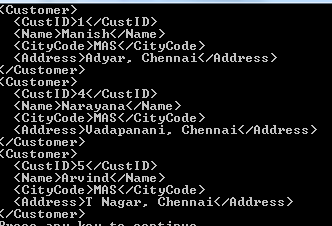 <Customer>
  <CustID>1</CustID>
  <Name>Manish</Name>
  <CityCode>MAS</CityCode>
  <Address>Adyar, Chennai</Address>
</Customer>
<Customer>
  <CustID>4</CustID>
  <Name>Narayana</Name>
  <CityCode>MAS</CityCode>
  <Address>Vadapanani, Chennai</Address>
</Customer>
<Customer>
  <CustID>5</CustID>
  <Name>Arvind</Name>
  <CityCode>MAS</CityCode>
  <Address>T Nagar, Chennai</Address>
</Customer>
Press any key to continue